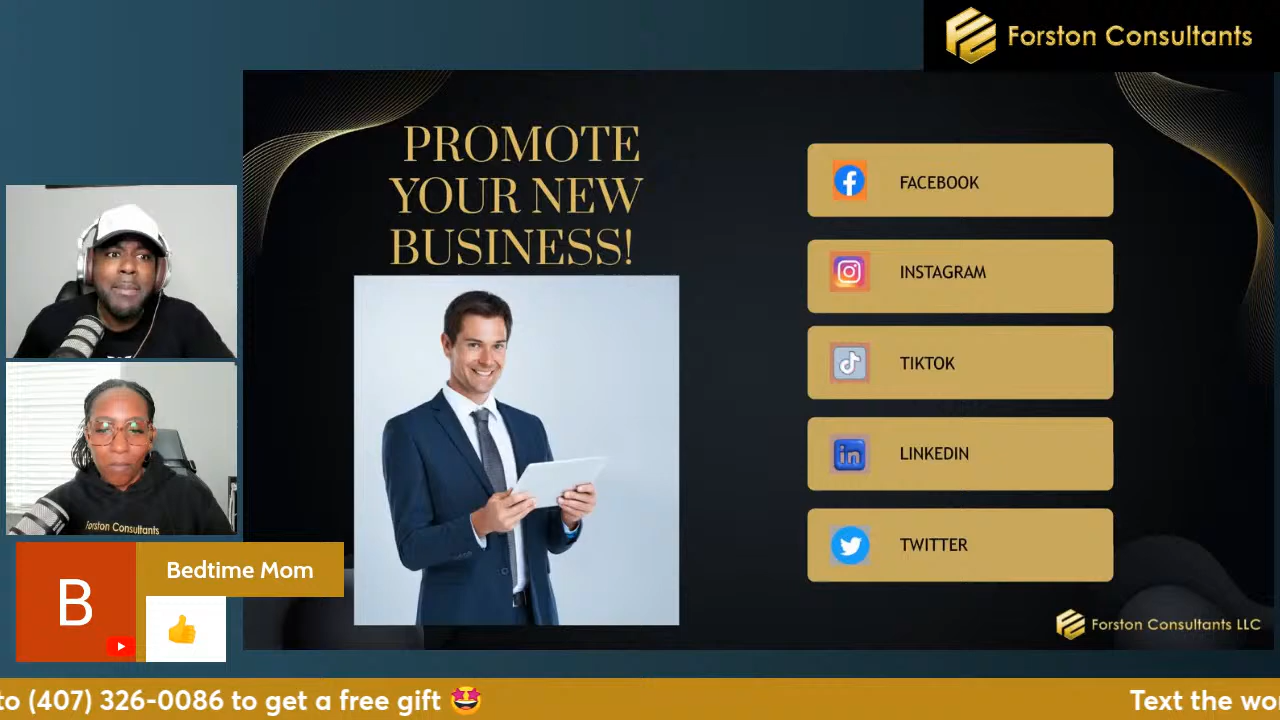 Forston Consultants
PROMOTE
YOUR NEW
BUSINESS!
FACEBOOK
INSTAGRAM
TIKTOK
in LINKEDIN
TWITTER
Forston Consultants
B
Bedtime Mom
Forston Consultants LLC
to (407) 326-0086 to get a free gift 🤩
Text the